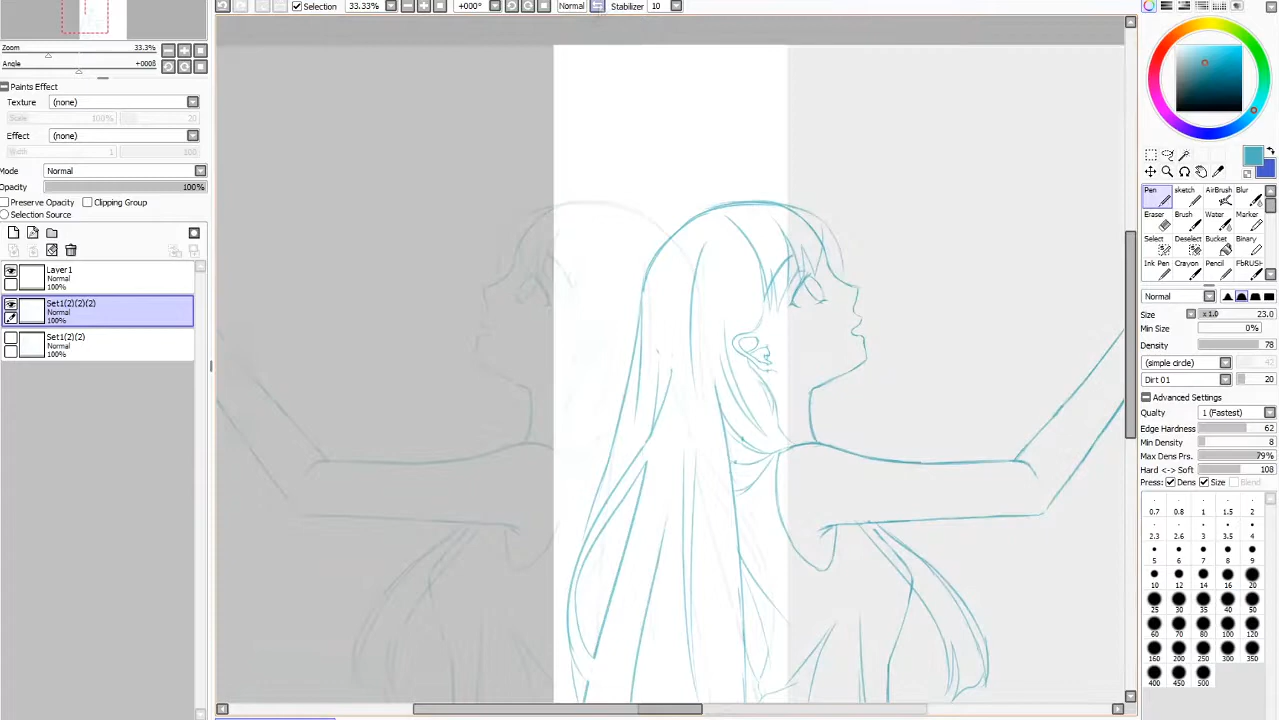 Selection 33.33% +000° Normal Stabilizer 10
Zoom 33.3%
Angle
Paints Effect
Texture (none)
Scale 100% 20
Effect (none)
Width 1 100
Mode Normal
Opacity 100%
Preserve Opacity Clipping Group
Selection Source
Layer1
Normal
100%
Set1(2)(2)(2)
Normal
100%
Set1(2)(2)
Normal
100%
Pen sketch AirBrush Blur
Eraser Brush Water Marker
Select Deselect Bucket Binary
Ink Pen Crayon Pencil
Normal
Size x1.0 23.0
Min Size 0%
Density 78
(simple circle)
Dirt 01 20
Advanced Settings
Quality 1 (Fastest)
Edge Hardness 62
Min Density 8
Max Dens Prs. 79%
Hard <-> Soft 108
Press: Dens Size Blend
0.7 0.8 1 1.5 2
2.3 2.6 3 3.5 4
5 6 7 8 9
10 12 14 16 20
25 30 35 40 50
60 70 80 100 120
160 200 250 300 350
400 450 500